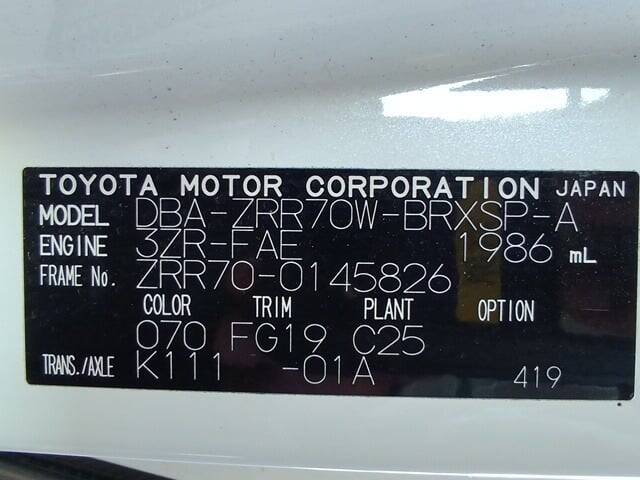 TOYOTA MOTOR CORPORATION JAPAN
MODEL DBA-ZRR70W-BRXSP-A
ENGINE 3ZR-FAE 1986 mL
FRAME No. ZRR70-0145826
COLOR TRIM PLANT OPTION
070 FG19 C25
TRANS./AXLE K111 -01A 419